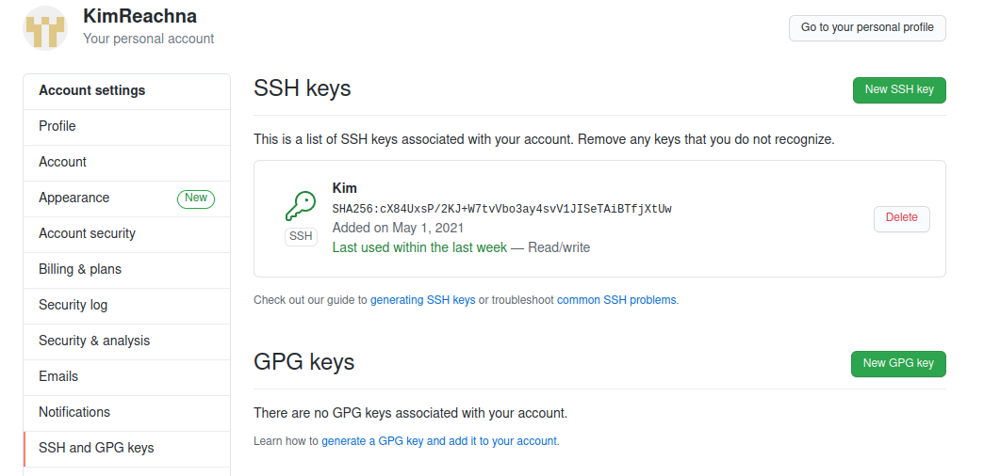 KimReachna
Your personal account
Go to your personal profile
Account settings
Profile
Account
Appearance New
Account security
Billing & plans
Security log
Security & analysis
Emails
Notifications
SSH and GPG keys
SSH keys
New SSH key
This is a list of SSH keys associated with your account. Remove any keys that you do not recognize.
Kim
SHA256:cX84UxsP/2KJ+W7tvVbo3ay4svV1JISeTAiBTfjXtUw
Added on May 1, 2021
Last used within the last week — Read/write
SSH
Delete
Check out our guide to generating SSH keys or troubleshoot common SSH problems.
GPG keys
New GPG key
There are no GPG keys associated with your account.
Learn how to generate a GPG key and add it to your account.